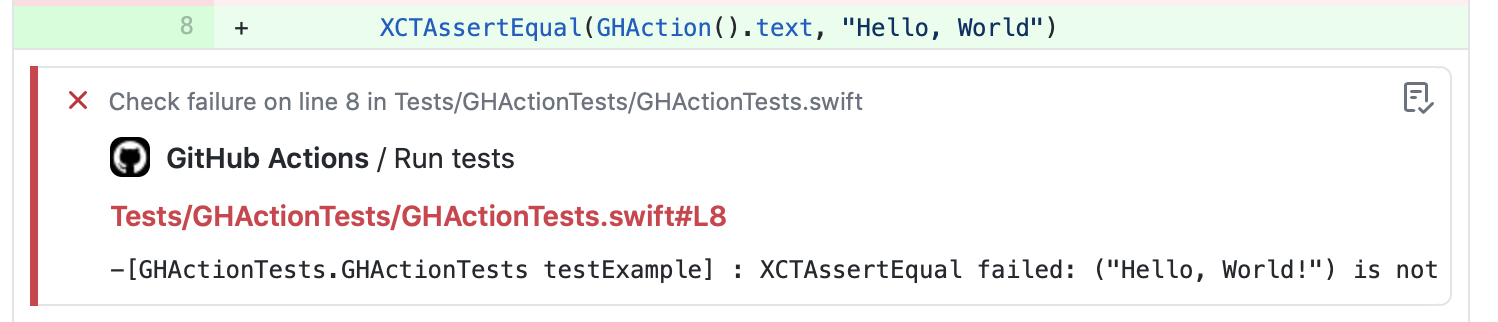 8 + XCTAssertEqual(GHAction().text, "Hello, World")
Check failure on line 8 in Tests/GHActionTests/GHActionTests.swift
GitHub Actions / Run tests
Tests/GHActionTests/GHActionTests.swift#L8
-[GHActionTests.GHActionTests testExample] : XCTAssertEqual failed: ("Hello, World!") is not